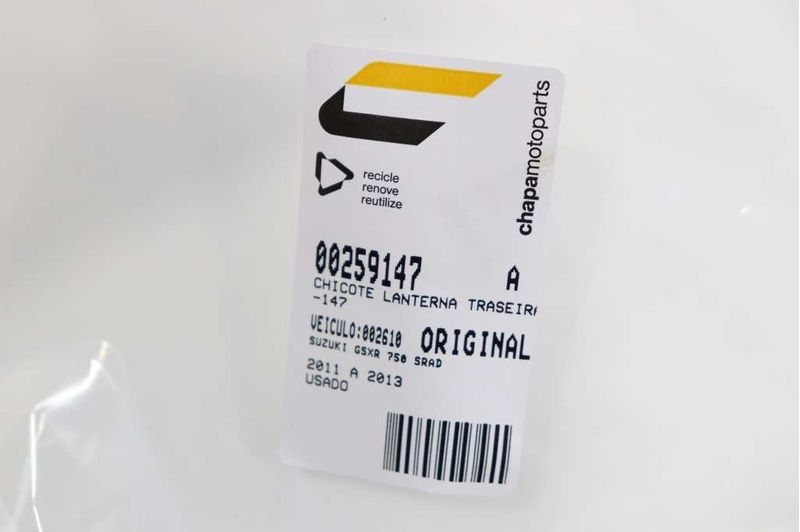 chapamotoparts
recicle
renove
reutilize
00259147 A
CHICOTE LANTERNA TRASEIRA
-147
VEICULO:002610 ORIGINAL
SUZUKI GSXR 750 SRAD
2011 A 2013
USADO